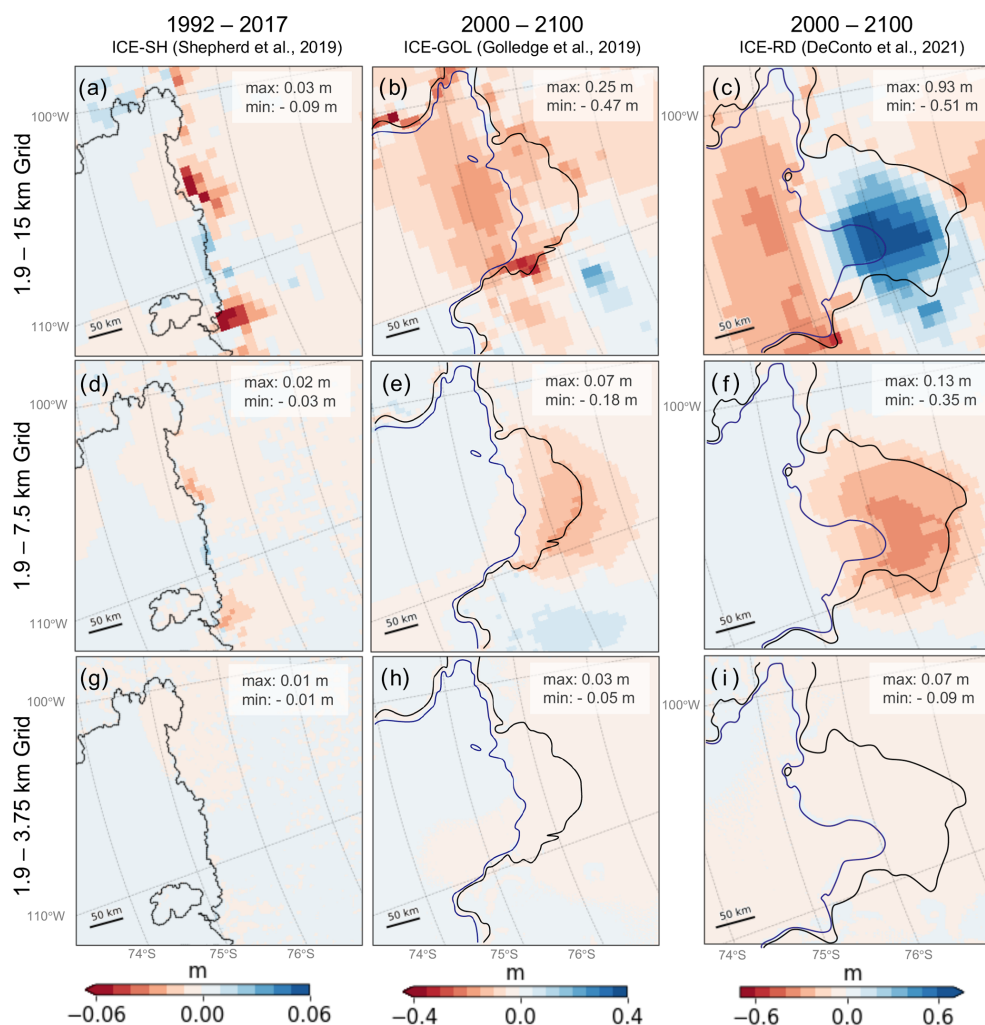 1992 – 2017
ICE-SH (Shepherd et al., 2019)
2000 – 2100
ICE-GOL (Golledge et al., 2019)
2000 – 2100
ICE-RD (DeConto et al., 2021)
1.9 – 15 km Grid
(a)
max: 0.03 m
min: - 0.09 m
100°W
110°W
50 km
(b)
max: 0.25 m
min: - 0.47 m
50 km
(c)
max: 0.93 m
min: - 0.51 m
100°W
50 km
1.9 – 7.5 km Grid
(d)
max: 0.02 m
min: - 0.03 m
100°W
110°W
50 km
(e)
max: 0.07 m
min: - 0.18 m
50 km
(f)
max: 0.13 m
min: - 0.35 m
100°W
50 km
1.9 – 3.75 km Grid
(g)
max: 0.01 m
min: - 0.01 m
100°W
110°W
50 km
74°S 75°S 76°S
(h)
max: 0.03 m
min: - 0.05 m
50 km
74°S 75°S 76°S
(i)
max: 0.07 m
min: - 0.09 m
100°W
50 km
74°S 75°S 76°S
m
−0.06 0.00 0.06
m
−0.4 0.0 0.4
m
−0.6 0.0 0.6